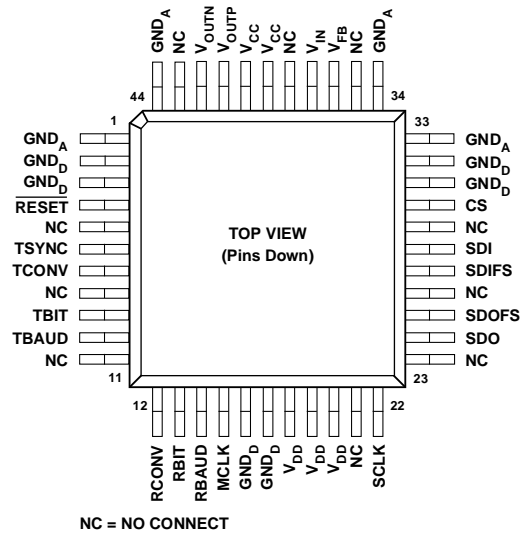 GNDA
NC
VOUTN
VOUTP
VCC
VCC
NC
VIN
VFB
NC
GNDA
44
34
1
33
GNDA
GNDD
GNDD
RESET
NC
TSYNC
TCONV
NC
TBIT
TBAUD
NC
TOP VIEW
(Pins Down)
GNDA
GNDD
GNDD
CS
NC
SDI
SDIFS
NC
SDOFS
SDO
NC
11
23
12
22
RCONV
RBIT
RBAUD
MCLK
GNDD
GNDD
VDD
VDD
VDD
NC
SCLK
NC = NO CONNECT